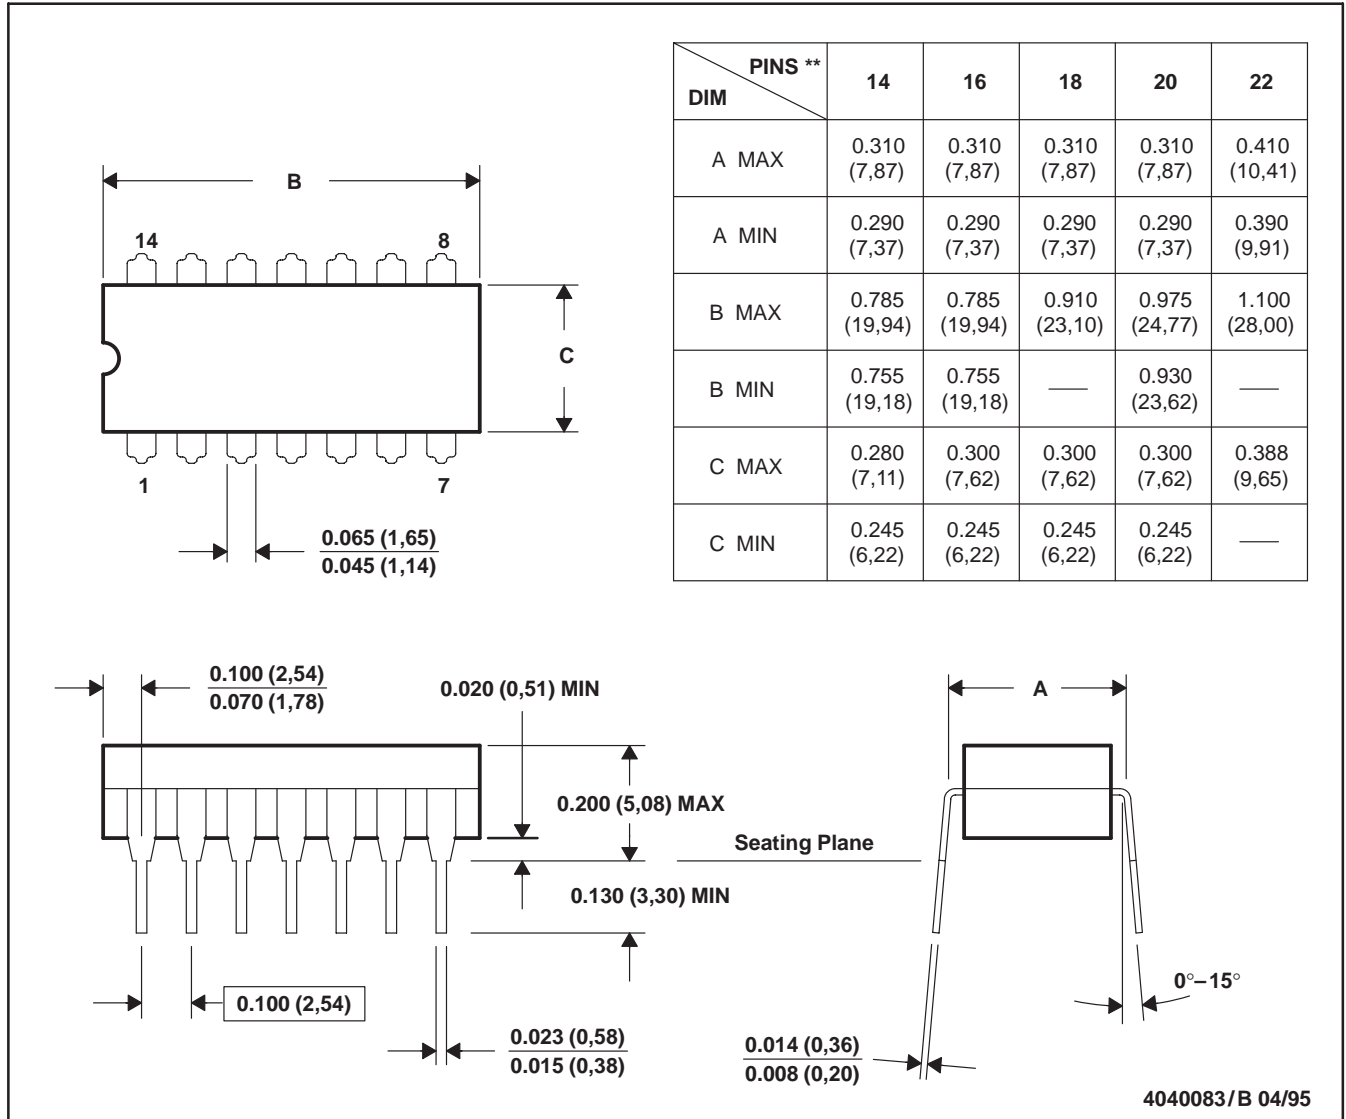 PINS **
DIM
14 16 18 20 22
A MAX 0.310 (7,87) 0.310 (7,87) 0.310 (7,87) 0.310 (7,87) 0.410 (10,41)
A MIN 0.290 (7,37) 0.290 (7,37) 0.290 (7,37) 0.290 (7,37) 0.390 (9,91)
B MAX 0.785 (19,94) 0.785 (19,94) 0.910 (23,10) 0.975 (24,77) 1.100 (28,00)
B MIN 0.755 (19,18) 0.755 (19,18) — 0.930 (23,62) —
C MAX 0.280 (7,11) 0.300 (7,62) 0.300 (7,62) 0.300 (7,62) 0.388 (9,65)
C MIN 0.245 (6,22) 0.245 (6,22) 0.245 (6,22) 0.245 (6,22) —
B
14 8
C
1 7
0.065 (1,65)
0.045 (1,14)
0.100 (2,54)
0.070 (1,78)
0.020 (0,51) MIN
A
0.200 (5,08) MAX
Seating Plane
0.130 (3,30) MIN
0.100 (2,54)
0°–15°
0.023 (0,58)
0.015 (0,38)
0.014 (0,36)
0.008 (0,20)
4040083/B 04/95